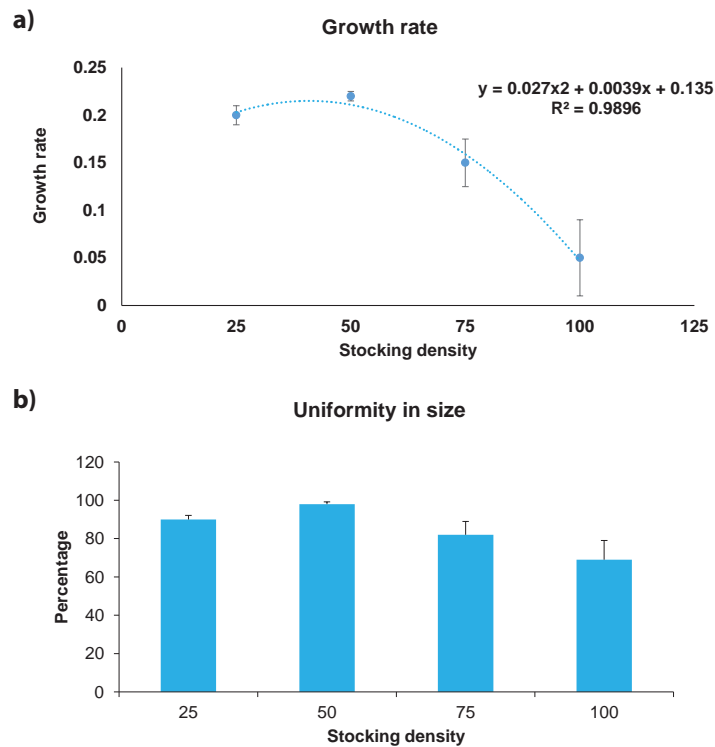 a)
Growth rate
y = 0.027x2 + 0.0039x + 0.135
R² = 0.9896
Growth rate
0.25
0.2
0.15
0.1
0.05
0
0 25 50 75 100 125
Stocking density
b)
Uniformity in size
Percentage
120
100
80
60
40
20
0
25 50 75 100
Stocking density